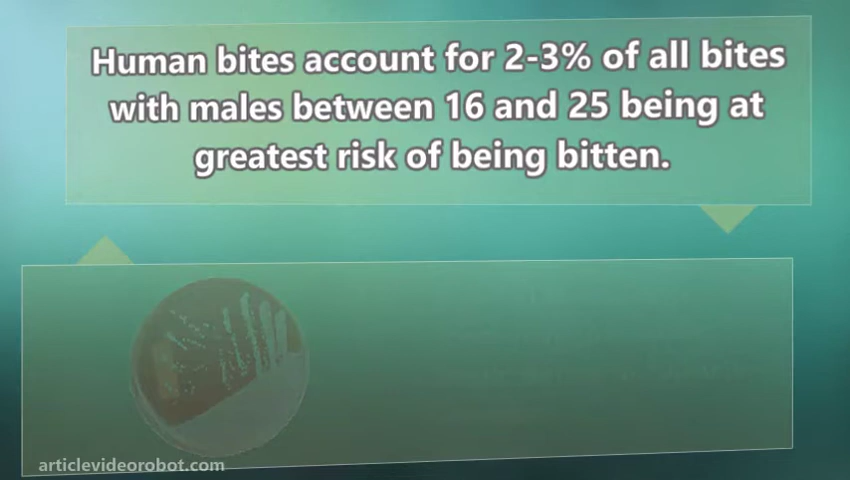 Human bites account for 2-3% of all bites
with males between 16 and 25 being at
greatest risk of being bitten.
articlevideorobot.com